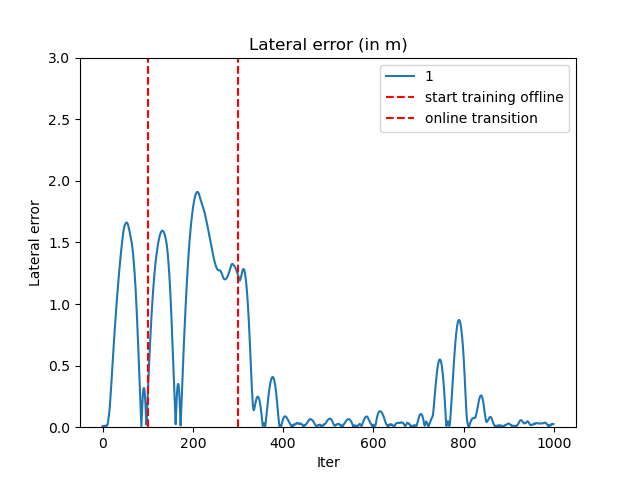 Lateral error (in m)
3.0
2.5
2.0
1.5
1.0
0.5
0.0
Lateral error
0
200
400
600
800
1000
Iter
1
start training offline
online transition